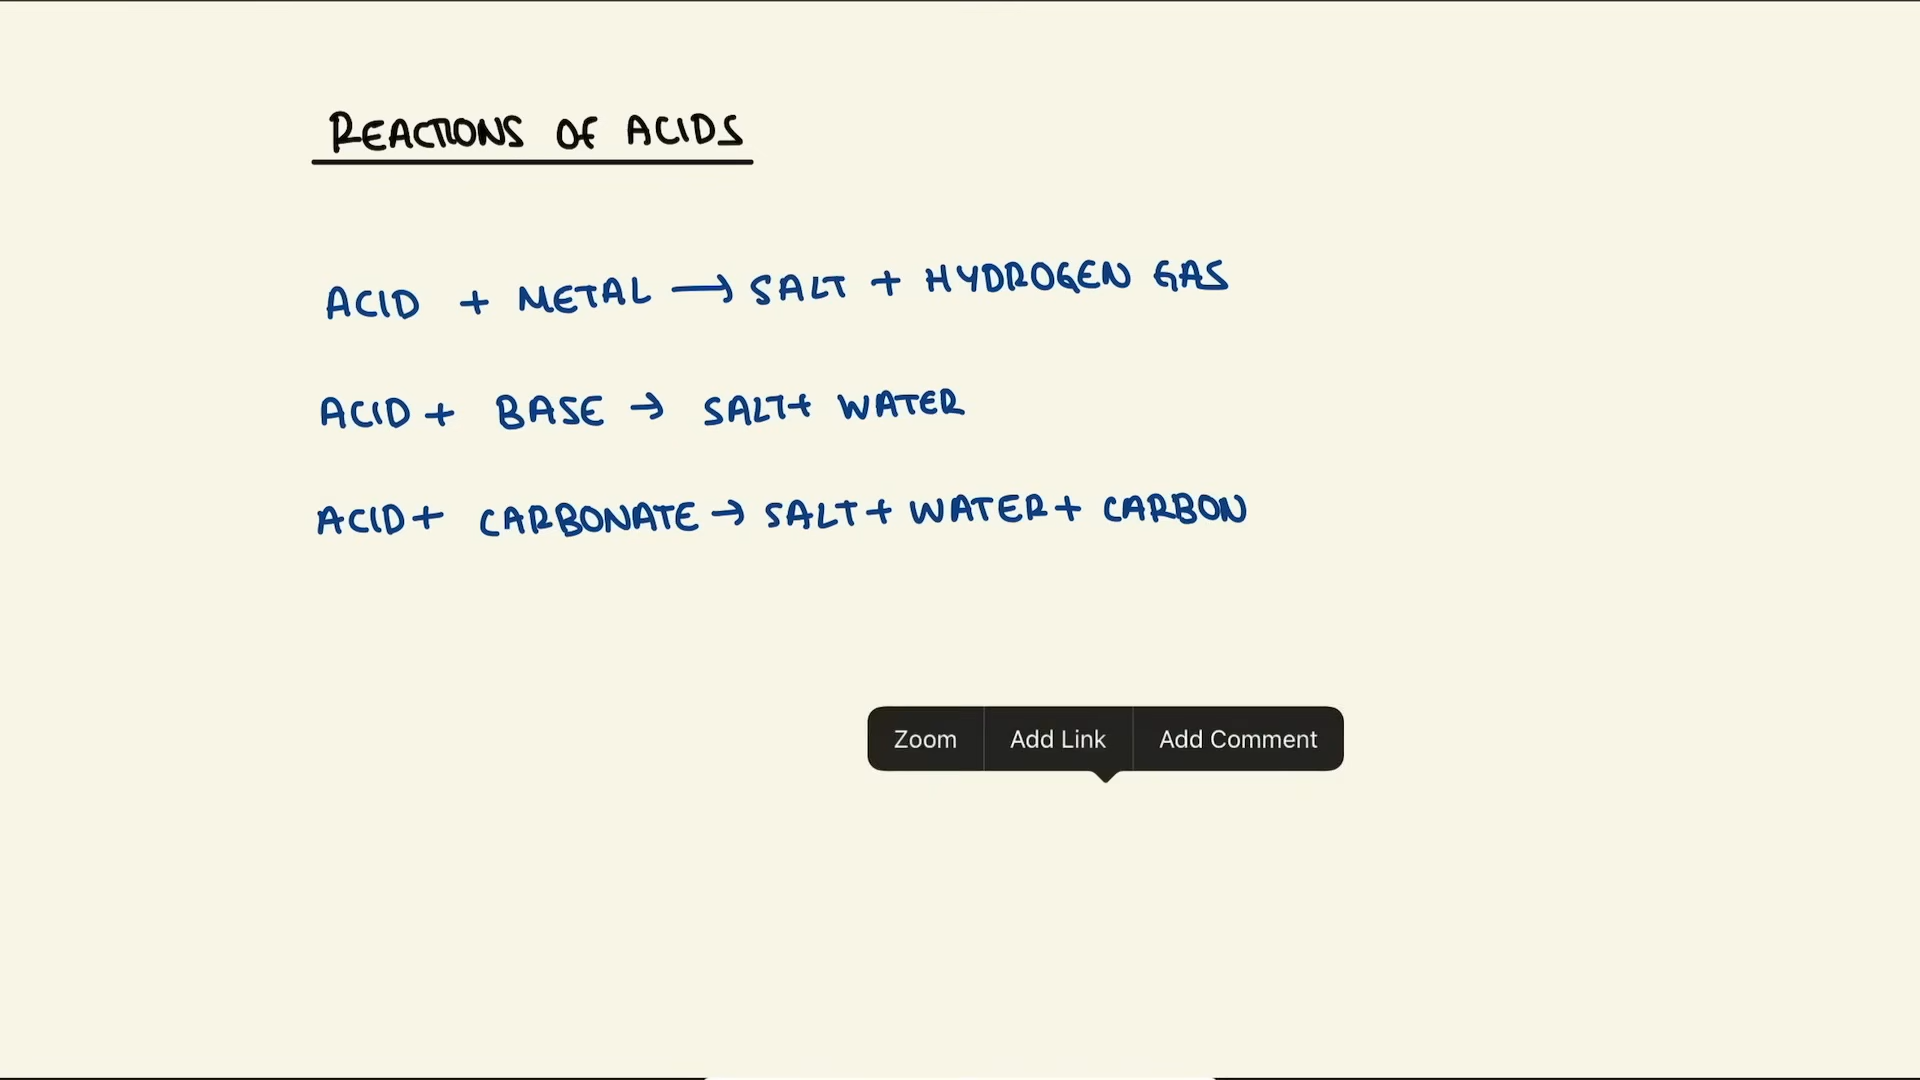 REACTIONS OF ACIDS
ACID + METAL → SALT + HYDROGEN GAS
ACID + BASE → SALT + WATER
ACID + CARBONATE → SALT + WATER + CARBON
Zoom Add Link Add Comment